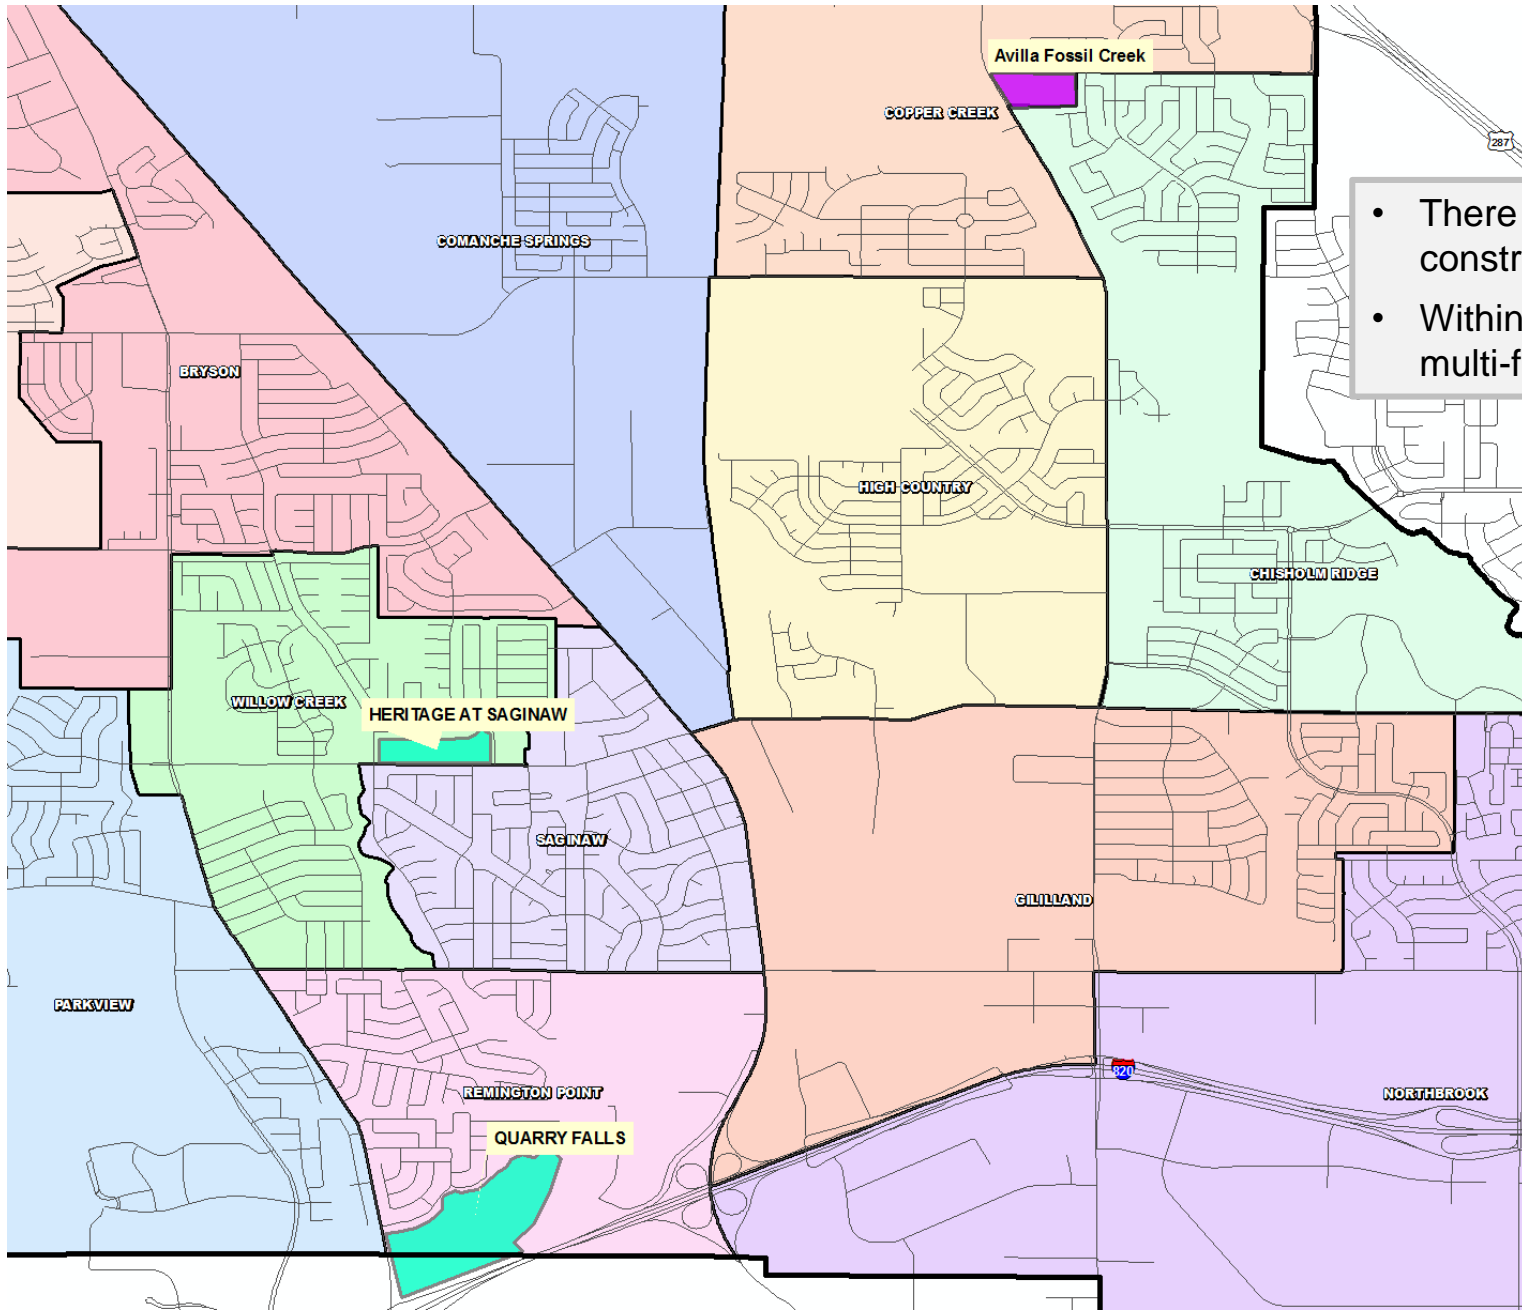 Avilla Fossil Creek
COPPER CREEK
287
• There
constr
• Within
multi-f
COMANCHE SPRINGS
BRYSON
HIGH COUNTRY
CHISHOLM RIDGE
WILLOW CREEK
HERITAGE AT SAGINAW
SAGINAW
GILILLAND
PARKVIEW
820
REMINGTON POINT
NORTHBROOK
QUARRY FALLS